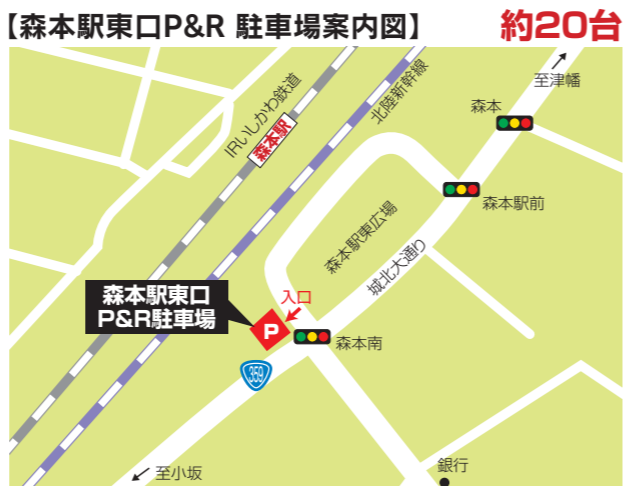 【森本駅東口P&R 駐車場案内図】
約20台
至津幡
北陸新幹線
IRいしかわ鉄道
森本駅
森本
森本駅前
森本駅東広場
城北大通り
森本駅東口
P&R駐車場
入口
P
森本南
359
銀行
至小坂